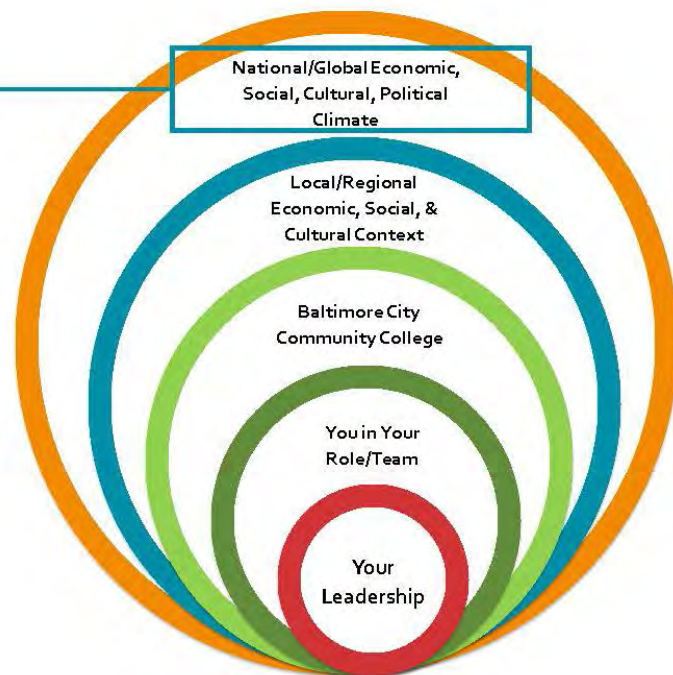 National/Global Economic,
Social, Cultural, Political
Climate
Local/Regional
Economic, Social, &
Cultural Context
Baltimore City
Community College
You in Your
Role/Team
Your
Leadership